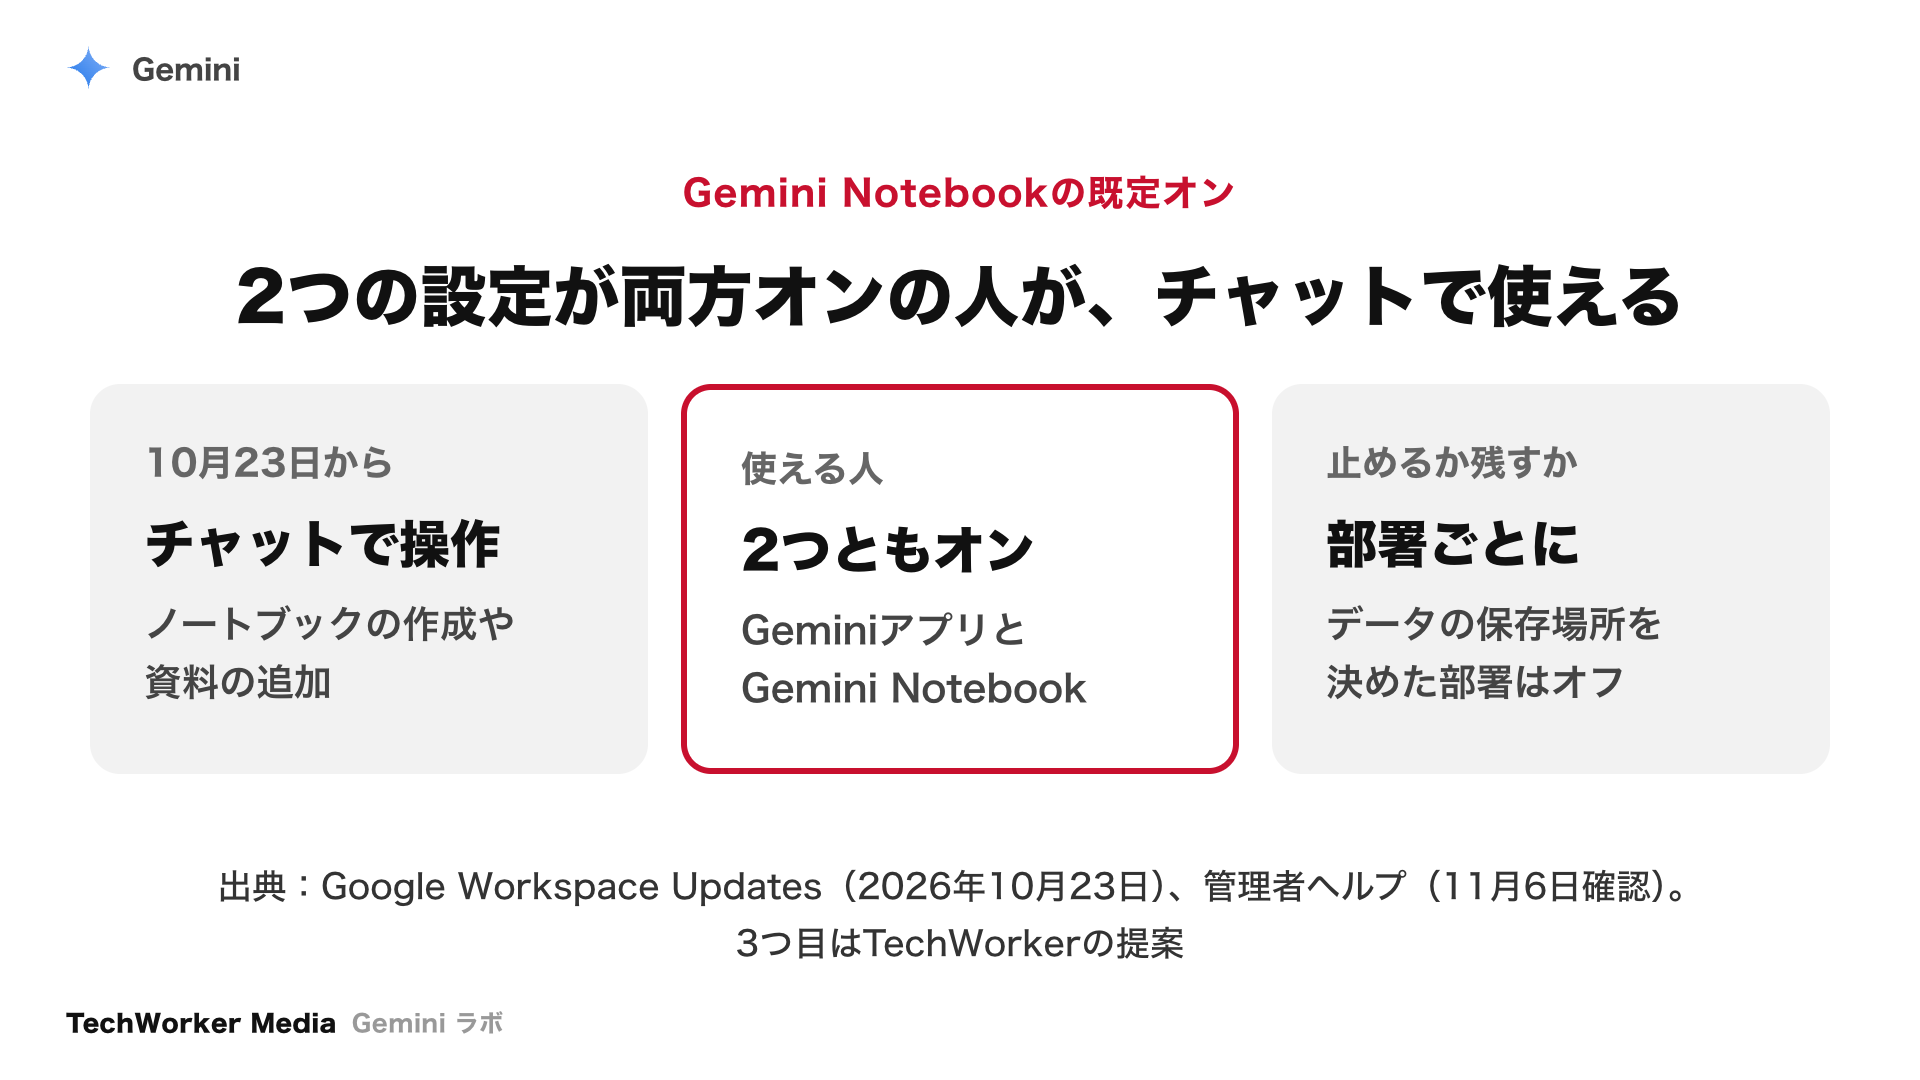 Gemini
Gemini Notebookの既定オン
2つの設定が両方オンの人が、チャットで使える
10月23日から
チャットで操作
ノートブックの作成や
資料の追加
使える人
2つともオン
Geminiアプリと
Gemini Notebook
止めるか残すか
部署ごとに
データの保存場所を
決めた部署はオフ
出典：Google Workspace Updates（2026年10月23日）、管理者ヘルプ（11月6日確認）。
3つ目はTechWorkerの提案
TechWorker Media Gemini ラボ